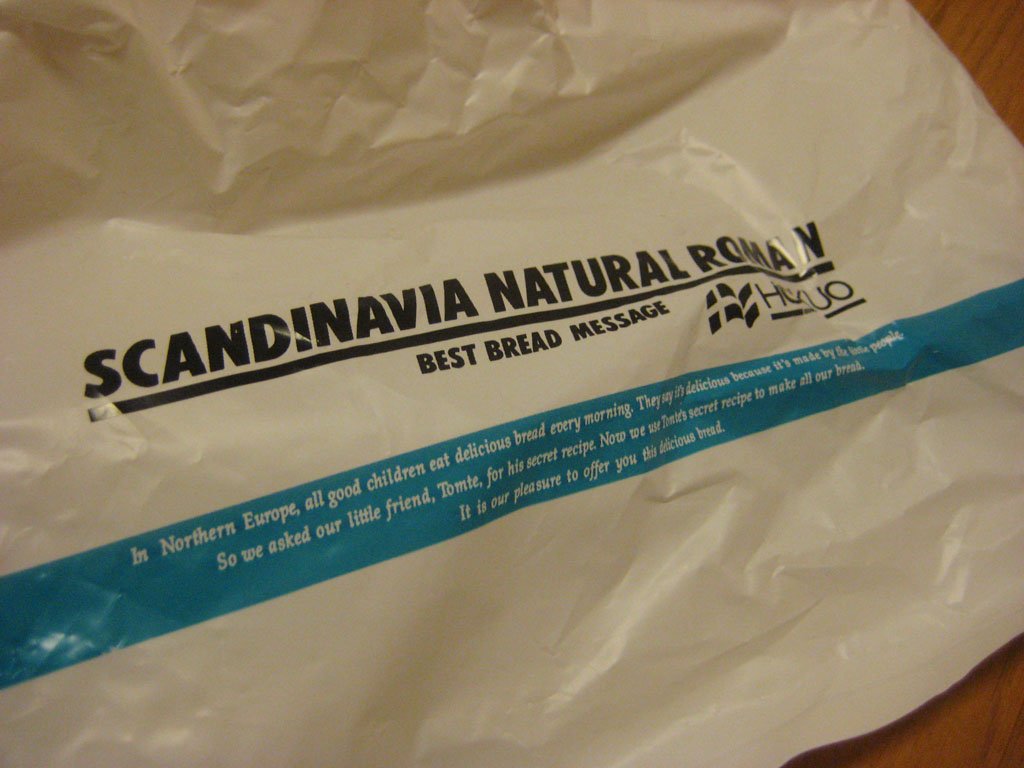 SCANDINAVIA NATURAL ROMAN
BEST BREAD MESSAGE
In Northern Europe, all good children eat delicious bread every morning. They say it's delicious because it's made by the little people.
So we asked our little friend, Tomte, for his secret recipe. Now we use Tomte's secret recipe to make all our bread.
It is our pleasure to offer you this delicious bread.